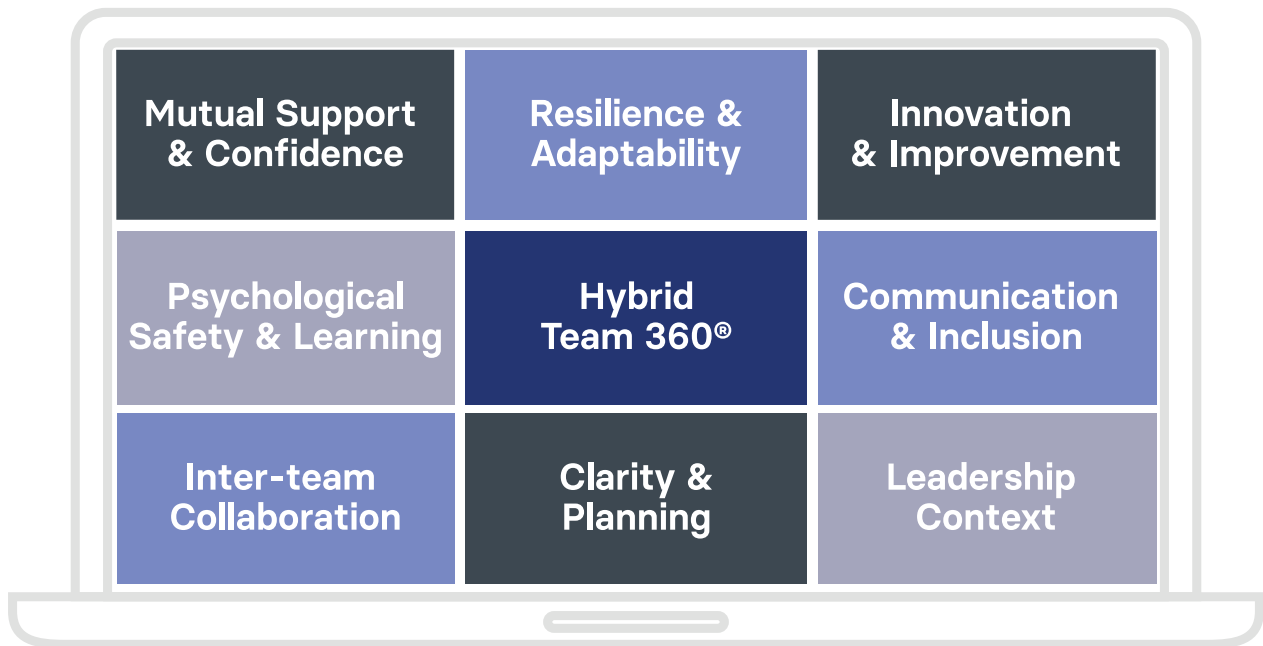 Mutual Support
& Confidence
Resilience &
Adaptability
Innovation
& Improvement
Psychological
Safety & Learning
Hybrid
Team 360®
Communication
& Inclusion
Inter-team
Collaboration
Clarity &
Planning
Leadership
Context